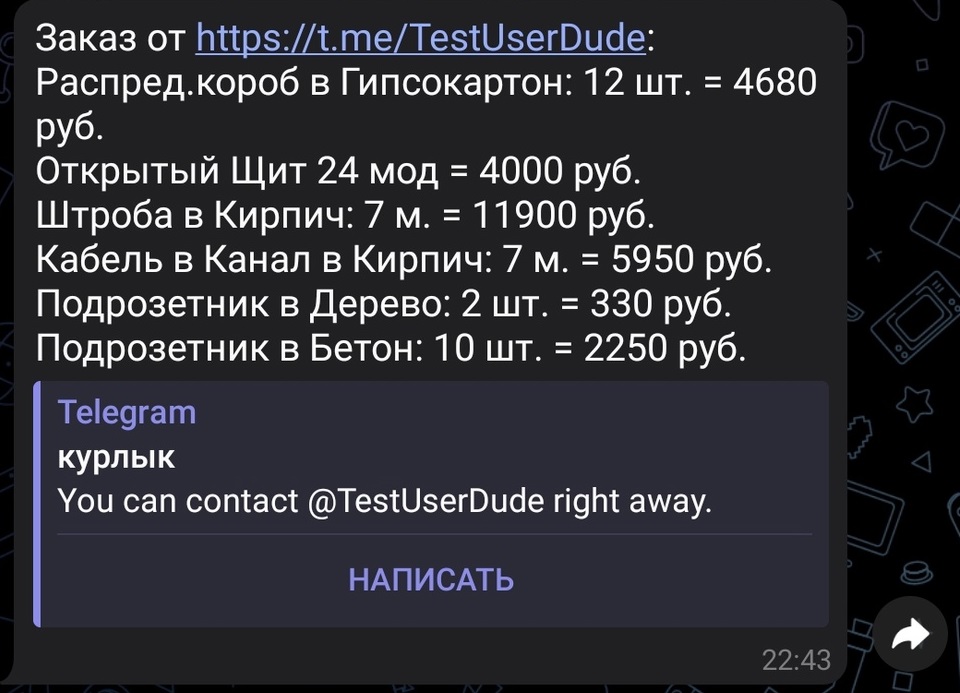 Заказ от https://t.me/TestUserDude:
Распред.короб в Гипсокартон: 12 шт. = 4680
руб.
Открытый Щит 24 мод = 4000 руб.
Штроба в Кирпич: 7 м. = 11900 руб.
Кабель в Канал в Кирпич: 7 м. = 5950 руб.
Подрозетник в Дерево: 2 шт. = 330 руб.
Подрозетник в Бетон: 10 шт. = 2250 руб.
Telegram
курлык
You can contact @TestUserDude right away.
НАПИСАТЬ
22:43